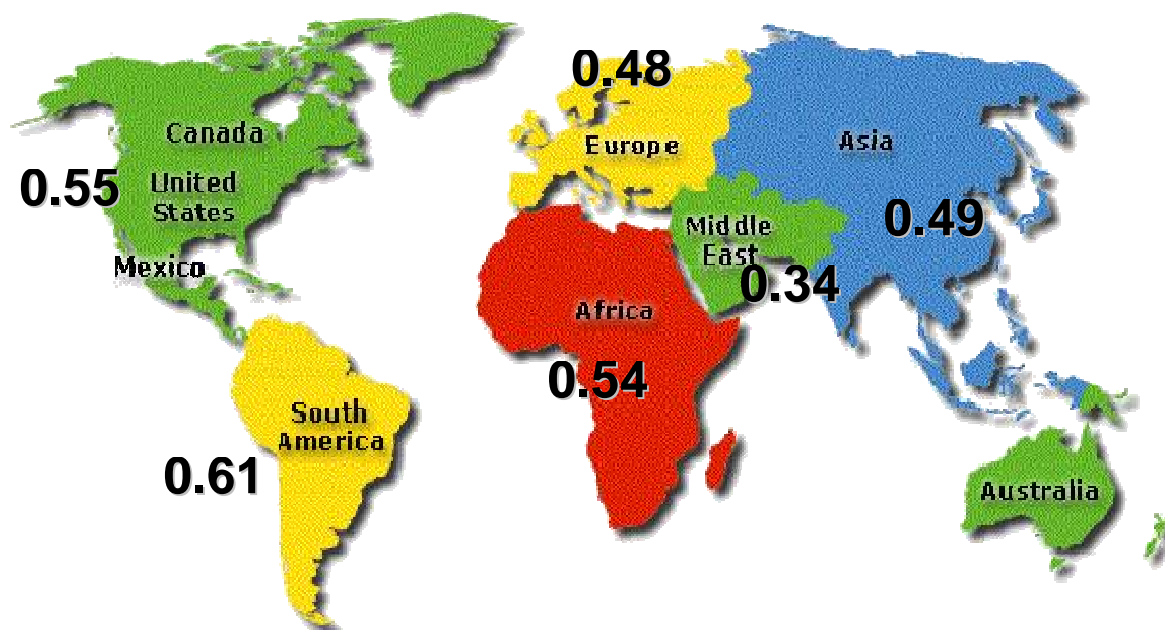 0.48
Canada
Europe
Asia
0.55
United
States
0.49
Middle
East
Mexico
0.34
Africa
0.54
South
America
0.61
Australia